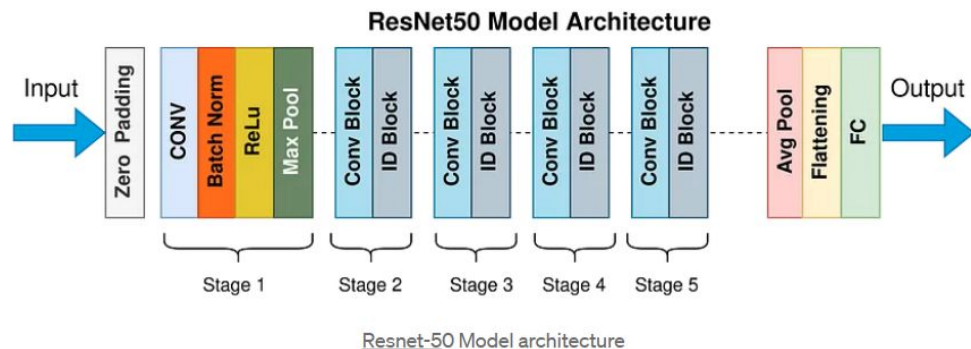 ResNet50 Model Architecture
Input
Zero Padding
CONV
Batch Norm
ReLu
Max Pool
Conv Block
ID Block
Conv Block
ID Block
Conv Block
ID Block
Conv Block
ID Block
Avg Pool
Flattening
FC
Output
Stage 1
Stage 2
Stage 3
Stage 4
Stage 5
Resnet-50 Model architecture